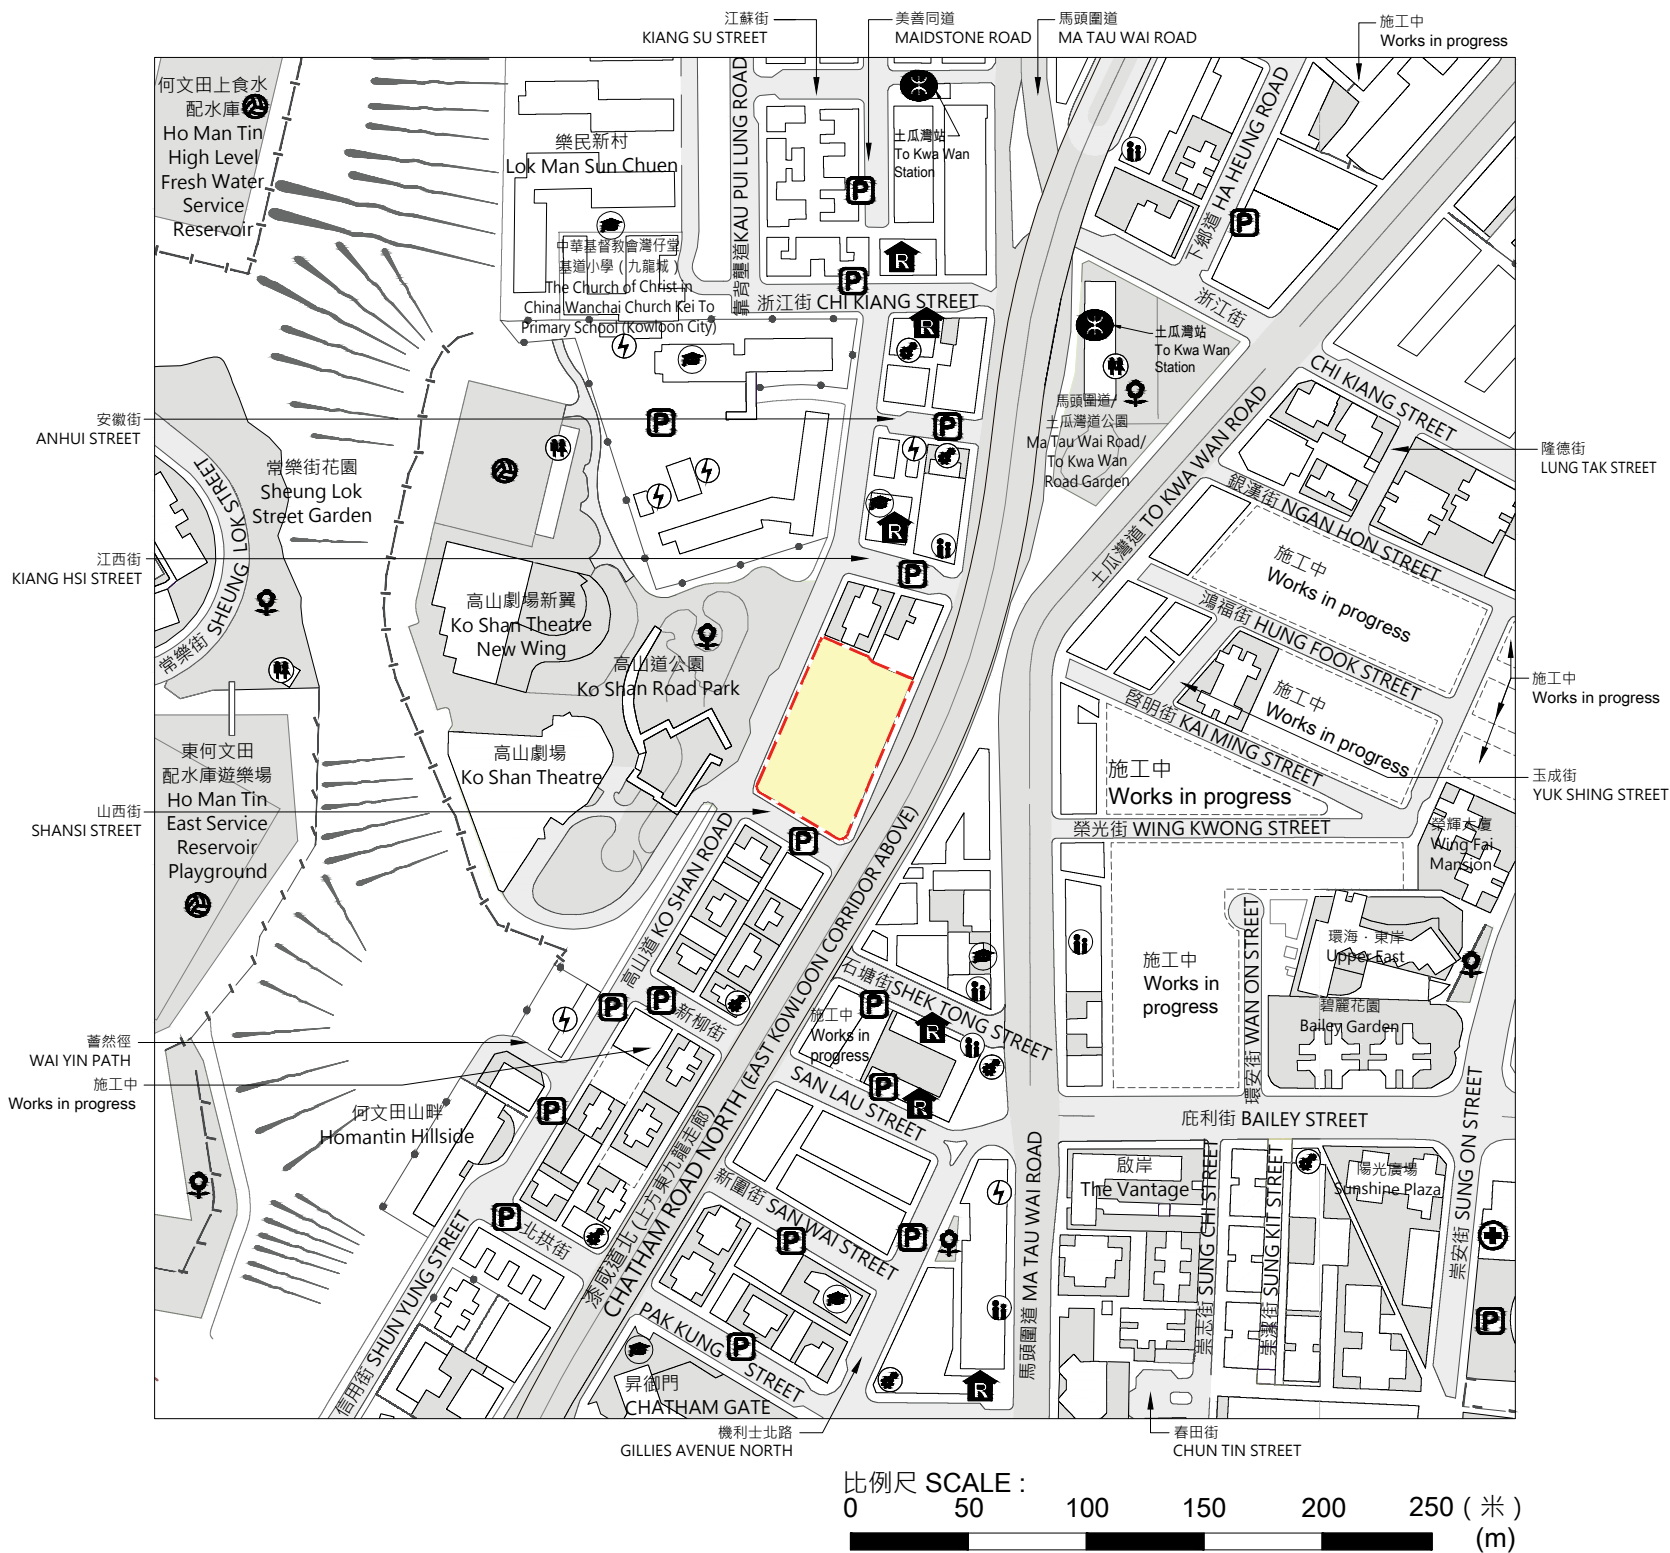 江蘇街
KIANG SU STREET
美善同道
MAIDSTONE ROAD
馬頭圍道
MA TAU WAI ROAD
施工中
Works in progress
何文田上食水
配水庫
Ho Man Tin
High Level
Fresh Water
Service
Reservoir
樂民新村
Lok Man Sun Chuen
靠背壟道KAU PUI LUNG ROAD
土瓜灣站
To Kwa Wan
Station
下鄉道 HA HEUNG ROAD
中華基督教會灣仔堂
基道小學（九龍城）
The Church of Christ in
China Wanchai Church Kei To
Primary School (Kowloon City)
浙江街 CHI KIANG STREET
浙江街
CHI KIANG STREET
土瓜灣站
To Kwa Wan
Station
馬頭圍道/
土瓜灣道公園
Ma Tau Wai Road/
To Kwa Wan
Road Garden
土瓜灣道 TO KWA WAN ROAD
安徽街
ANHUI STREET
隆德街
LUNG TAK STREET
常樂街花園
Sheung Lok
Street Garden
常樂街 SHEUNG LOK STREET
銀漢街 NGAN HON STREET
江西街
KIANG HSI STREET
施工中
Works in progress
鴻福街 HUNG FOOK STREET
高山劇場新翼
Ko Shan Theatre
New Wing
高山道公園
Ko Shan Road Park
施工中
Works in progress
施工中
Works in progress
啓明街 KAI MING STREET
東何文田
配水庫遊樂場
Ho Man Tin
East Service
Reservoir
Playground
高山劇場
Ko Shan Theatre
施工中
Works in progress
玉成街
YUK SHING STREET
山西街
SHANSI STREET
榮光街 WING KWONG STREET
榮輝大廈
Wing Fai
Mansion
高山道 KO SHAN ROAD
漆咸道北 (上方東九龍走廊)
CHATHAM ROAD NORTH (EAST KOWLOON CORRIDOR ABOVE)
環海．東岸
Upper East
施工中
Works in
progress
環安街 WAN ON STREET
碧麗花園
Bailey Garden
石塘街SHEK TONG STREET
新柳街
施工中
Works in
progress
薈然徑
WAI YIN PATH
施工中
Works in progress
SAN LAU STREET
何文田山畔
Homantin Hillside
庇利街 BAILEY STREET
啟岸
The Vantage
陽光廣場
Sunshine Plaza
崇志街 SUNG CHI STREET
崇潔街 SUNG KIT STREET
崇安街 SUNG ON STREET
新圍街 SAN WAI STREET
北拱街
PAK KUNG STREET
信用街 SHUN YUNG STREET
馬頭圍道 MA TAU WAI ROAD
昇御門
CHATHAM GATE
機利士北路
GILLIES AVENUE NORTH
春田街
CHUN TIN STREET
比例尺 SCALE :
0 50 100 150 200 250 ( 米 )
(m)